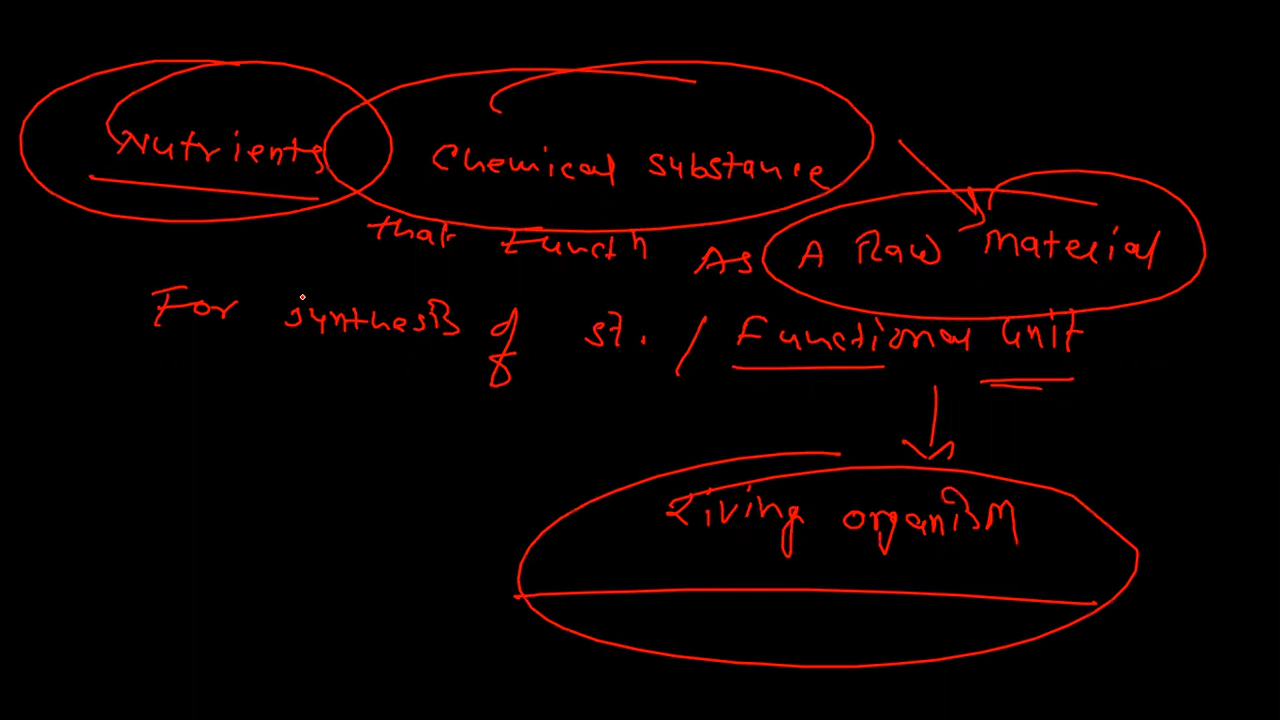 Nutrients Chemical substance
that Functn As A Raw Material
For synthesis of st. / Functional Unit
Living organism